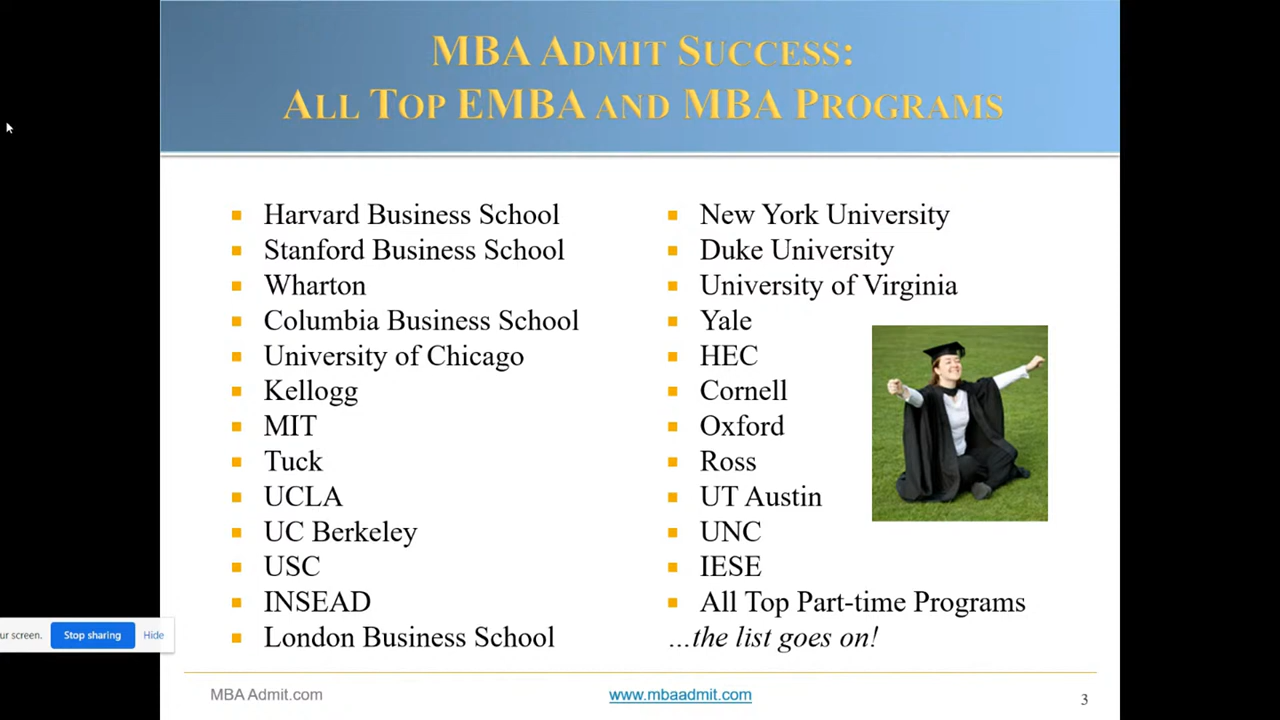 MBA ADMIT SUCCESS:
ALL TOP EMBA AND MBA PROGRAMS
Harvard Business School
Stanford Business School
Wharton
Columbia Business School
University of Chicago
Kellogg
MIT
Tuck
UCLA
UC Berkeley
USC
INSEAD
London Business School
New York University
Duke University
University of Virginia
Yale
HEC
Cornell
Oxford
Ross
UT Austin
UNC
IESE
All Top Part-time Programs
...the list goes on!
ur screen. Stop sharing Hide
MBA Admit.com www.mbaadmit.com 3